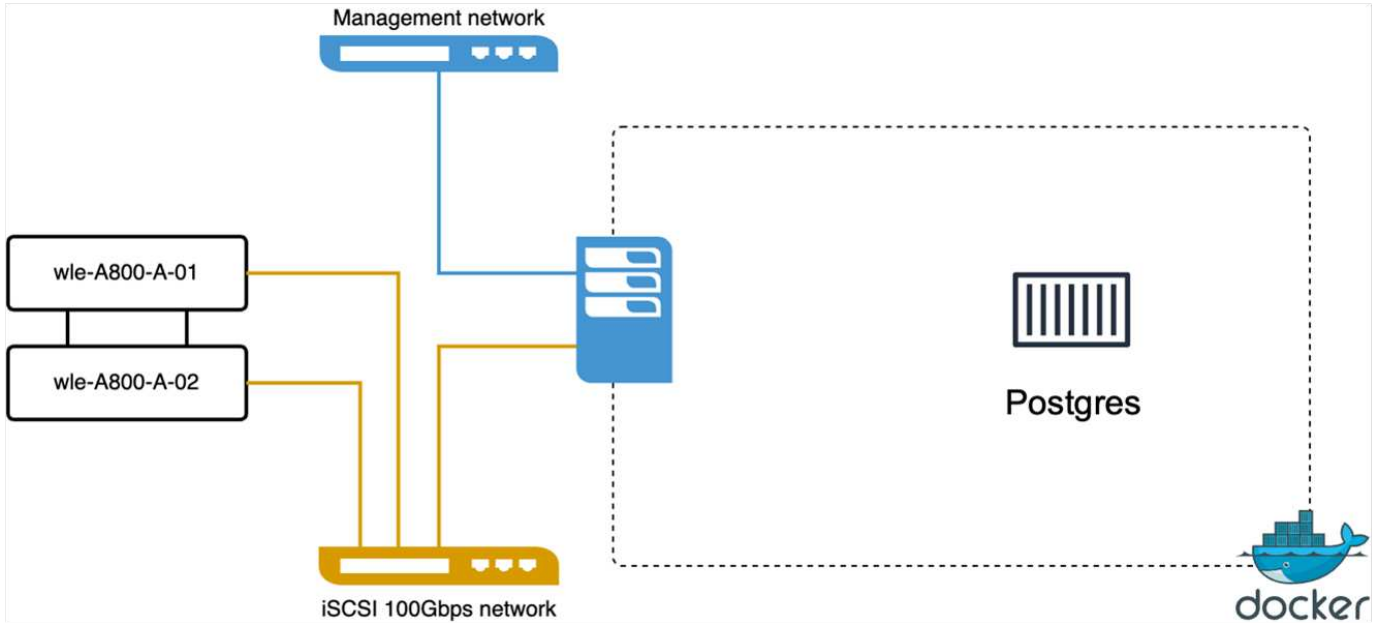 Management network
wle-A800-A-01
wle-A800-A-02
Postgres
iSCSI 100Gbps network
docker